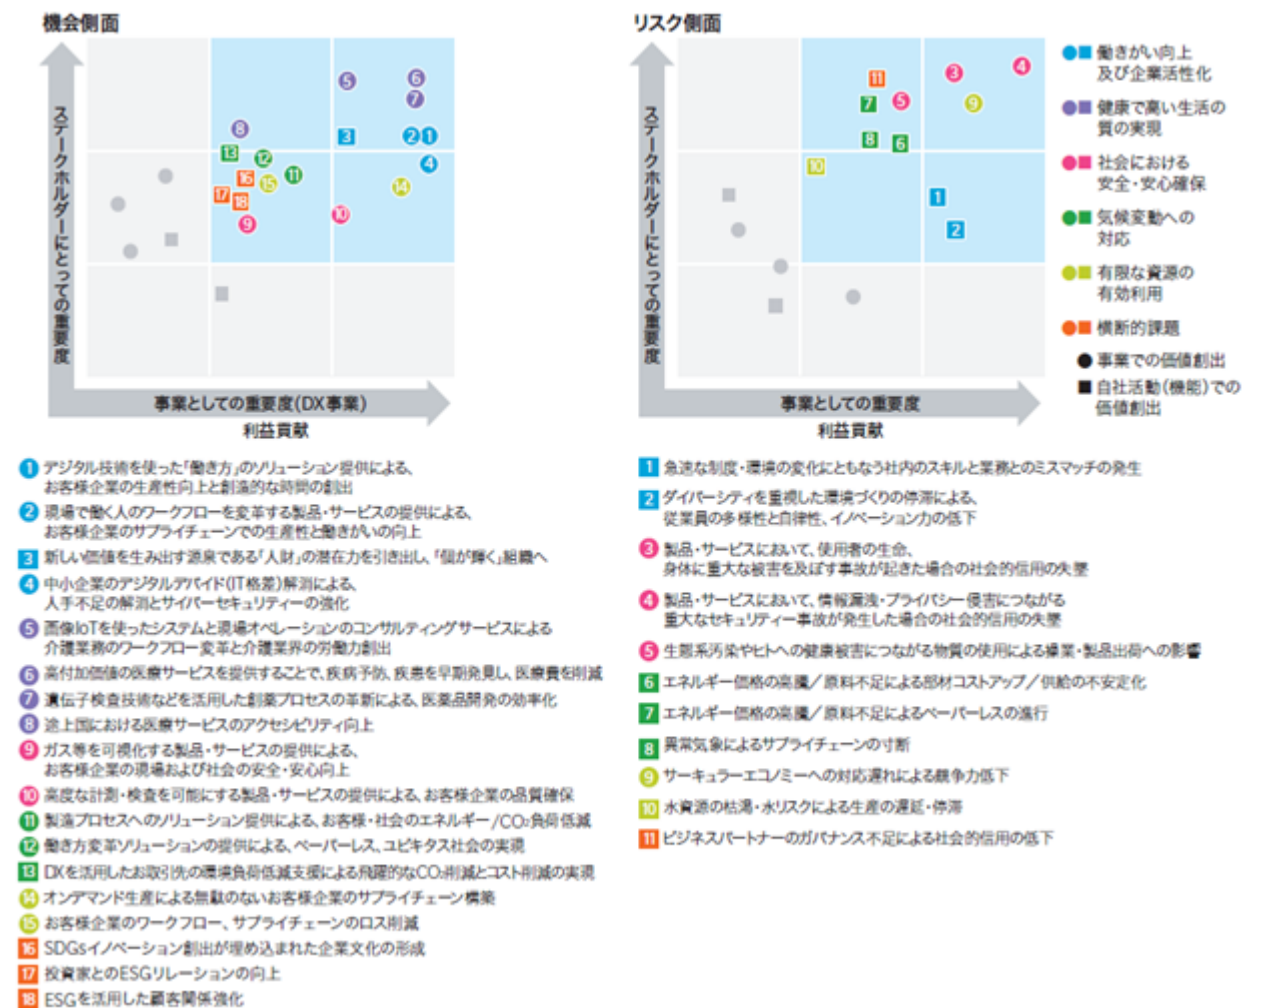 機会側面
ステークホルダーにとっての重要度
5
6
7
8
3
2
1
13
12
4
16
15
11
14
17
18
9
10
事業としての重要度(DX事業)
利益貢献
リスク側面
ステークホルダーにとっての重要度
11
3
4
7
5
9
8
6
10
1
2
事業としての重要度
利益貢献
働きがい向上
及び企業活性化
健康で高い生活の
質の実現
社会における
安全・安心確保
気候変動への
対応
有限な資源の
有効利用
横断的課題
事業での価値創出
自社活動(機能)での
価値創出
1 デジタル技術を使った「働き方」のソリューション提供による、
お客様企業の生産性向上と創造的な時間の創出
2 現場で働く人のワークフローを変革する製品・サービスの提供による、
お客様企業のサプライチェーンでの生産性と働きがいの向上
3 新しい価値を生み出す源泉である「人財」の潜在力を引き出し、「個が輝く」組織へ
4 中小企業のデジタルデバイド(IT格差)解消による、
人手不足の解消とサイバーセキュリティーの強化
5 画像IoTを使ったシステムと現場オペレーションのコンサルティングサービスによる
介護業務のワークフロー変革と介護業界の労働力創出
6 高付加価値の医療サービスを提供することで、疾病予防、疾患を早期発見し、医療費を削減
7 遺伝子検査技術などを活用した創薬プロセスの革新による、医薬品開発の効率化
8 途上国における医療サービスのアクセシビリティ向上
9 ガス等を可視化する製品・サービスの提供による、
お客様企業の現場および社会の安全・安心向上
10 高度な計測・検査を可能にする製品・サービスの提供による、お客様企業の品質確保
11 製造プロセスへのソリューション提供による、お客様・社会のエネルギー/CO₂負荷低減
12 働き方変革ソリューションの提供による、ペーパーレス、ユビキタス社会の実現
13 DXを活用したお取引先の環境負荷低減支援による飛躍的なCO₂削減とコスト削減の実現
14 オンデマンド生産による無駄のないお客様企業のサプライチェーン構築
15 お客様企業のワークフロー、サプライチェーンのロス削減
16 SDGsイノベーション創出が埋め込まれた企業文化の形成
17 投資家とのESGリレーションの向上
18 ESGを活用した顧客関係強化
1 急速な制度・環境の変化にともなう社内のスキルと業務とのミスマッチの発生
2 ダイバーシティを重視した環境づくりの停滞による、
従業員の多様性と自律性、イノベーション力の低下
3 製品・サービスにおいて、使用者の生命、
身体に重大な被害を及ぼす事故が起きた場合の社会的信用の失墜
4 製品・サービスにおいて、情報漏洩・プライバシー侵害につながる
重大なセキュリティー事故が発生した場合の社会的信用の失墜
5 生態系汚染やヒトへの健康被害につながる物質の使用による操業・製品出荷への影響
6 エネルギー価格の高騰／原料不足による部材コストアップ／供給の不安定化
7 エネルギー価格の高騰／原料不足によるペーパーレスの進行
8 異常気象によるサプライチェーンの寸断
9 サーキュラーエコノミーへの対応遅れによる競争力低下
10 水資源の枯渇・水リスクによる生産の遅延・停滞
11 ビジネスパートナーのガバナンス不足による社会的信用の低下